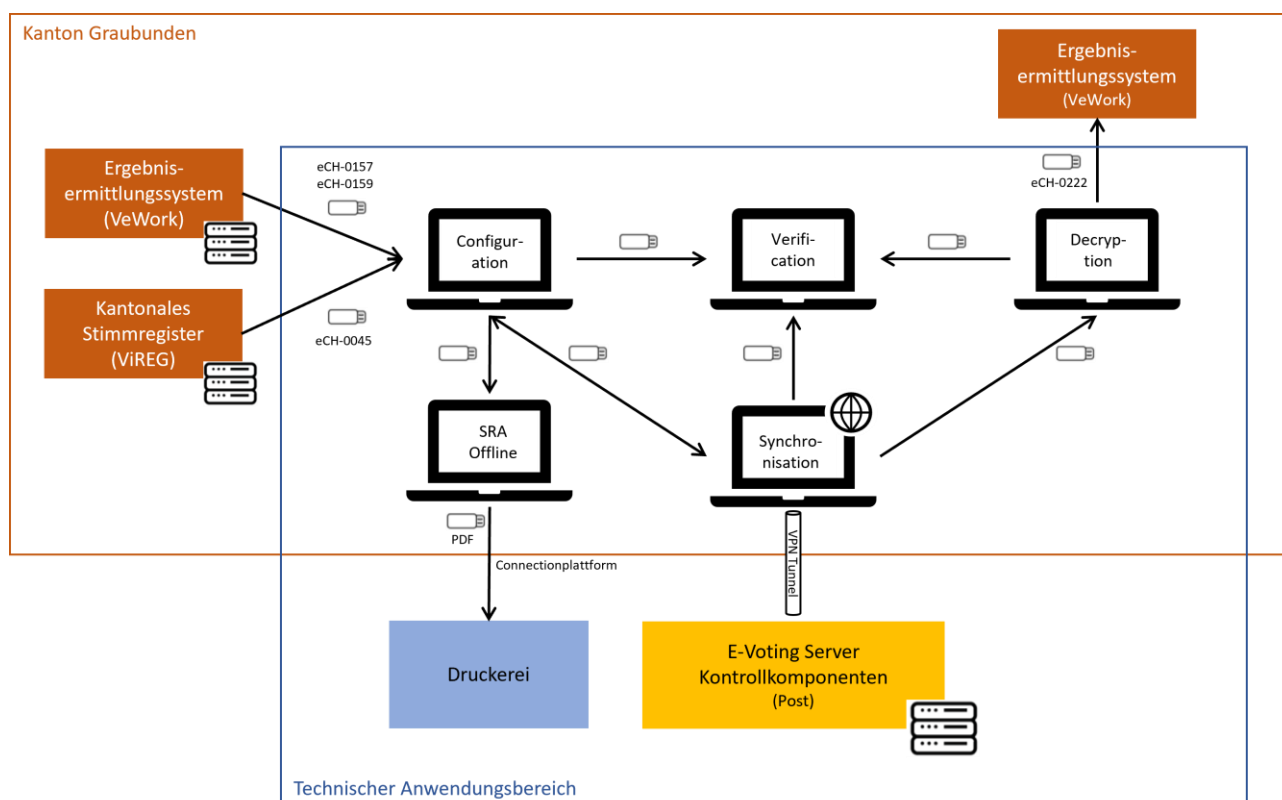 Kanton Graubunden
Ergebnis-
ermittlungssystem
(VeWork)
Ergebnis-
ermittlungssystem
(VeWork)
eCH-0157
eCH-0159
eCH-0222
Configur-
ation
Verifi-
cation
Decryp-
tion
Kantonales
Stimmregister
(ViREG)
eCH-0045
SRA
Offline
Synchro-
nisation
PDF
VPN Tunnel
Connectionplattform
Druckerei
E-Voting Server
Kontrollkomponenten
(Post)
Technischer Anwendungsbereich